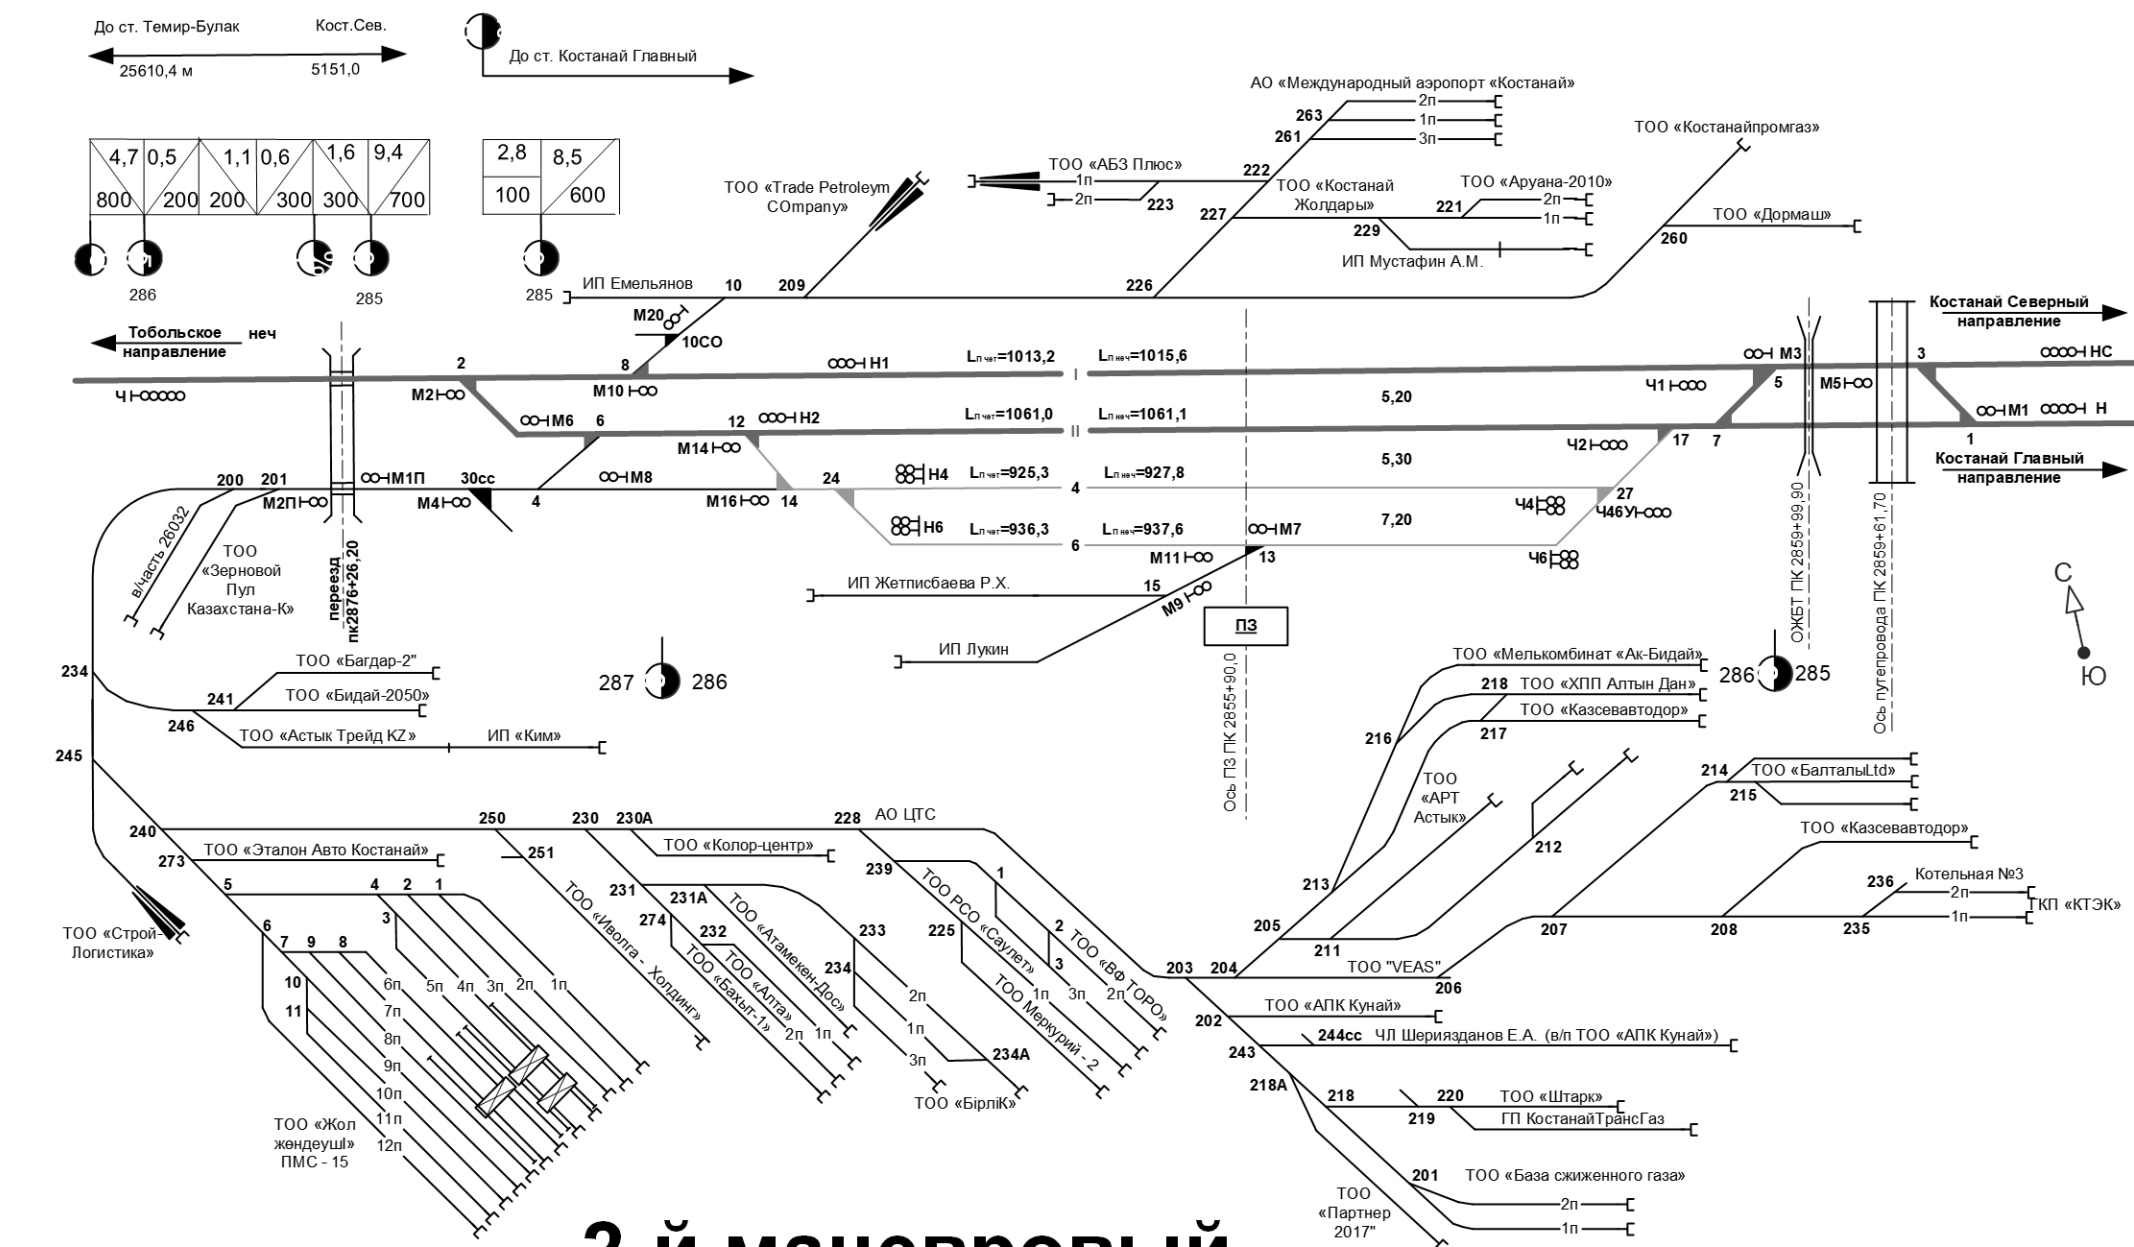 До ст. Темир-Булак
Кост.Сев.
25610,4 м
5151,0
До ст. Костанай Главный
4,7
0,5
1,1
0,6
1,6
9,4
800
200
200
300
300
700
2,8
8,5
100
600
286
285
285
АО «Международный аэропорт «Костанай»
263
2п
1п
261
3п
ТОО «Костанайпромгаз»
ТОО «АБЗ Плюс»
222
1п
2п
223
ТОО «Trade Petroleym
COmpany»
ТОО «Костанай
Жолдары»
ТОО «Аруана-2010»
221
2п
1п
227
229
ИП Мустафин А.М.
ТОО «Дормаш»
260
ИП Емельянов
10
209
226
М20
10СО
Тобольское
направление
неч
Костанай Северный
направление
2
8
Н1
Lп чет=1013,2
Lп неч=1015,6
I
М3
3
НС
Ч
М2
М10
5,20
Ч1
5
М5
М6
6
12
Н2
Lп чет=1061,0
Lп неч=1061,1
II
М1
Н
М14
Ч2
17
7
1
5,30
Костанай Главный
направление
200
201
М1П
30сс
М8
24
Н4
Lп чет=925,3
Lп неч=927,8
4
27
М2П
М4
4
М16
14
Ч4
Ч46У
Н6
Lп чет=936,3
Lп неч=937,6
6
М7
7,20
М11
13
Ч6
в/часть 26032
ТОО
«Зерновой
Пул
Казахстана-К»
переезд
пк2876+26,20
ИП Жетписбаева Р.Х.
15
М9
ИП Лукин
ПЗ
Ось ПЗ ПК 2855+90,0
ОЖБТ ПК 2859+99,90
Ось путепровода ПК 2859+61,70
С
Ю
287
286
286
285
234
ТОО «Багдар-2"
241
ТОО «Бидай-2050»
246
ТОО «Астык Трейд KZ»
ИП «Ким»
245
ТОО «Мелькомбинат «Ак-Бидай»
218
ТОО «ХПП Алтын Дан»
ТОО «Казсевавтодор»
216
217
ТОО
«АРТ
Астык»
214
ТОО «БалталыLtd»
215
212
ТОО «Казсевавтодор»
240
250
230
230А
228
АО ЦТС
ТОО «Колор-центр»
273
ТОО «Эталон Авто Костанай»
251
239
5
4
2
1
3
231
231А
274
232
233
234
1
2
3
225
213
205
211
236
Котельная №3
2п
1п
ГКП «КТЭК»
207
208
235
6
7
9
8
10
11
6п
5п
4п
3п
2п
1п
7п
8п
9п
10п
11п
12п
ТОО «Строй-
Логистика»
ТОО «Жол
жөндеушІ»
ПМС - 15
ТОО «Иволга - Холдинг»
ТОО «Бахыт-1»
ТОО «Алта»
2п
1п
ТОО «Атамекен-Дос»
2п
1п
3п
234А
ТОО «БірліК»
ТОО РСО «Саулет»
1п
3п
2п
ТОО «ВФ ТОРО»
ТОО Меркурий - 2
203
204
ТОО "VEAS"
206
202
ТОО «АПК Кунай»
243
244сс
ЧЛ Шериязданов Е.А. (в/п ТОО «АПК Кунай»)
218А
218
219
220
ТОО «Штарк»
ГП КостанайТрансГаз
201
ТОО «База сжиженного газа»
2п
1п
ТОО
«Партнер
2017"
2-й маневровый